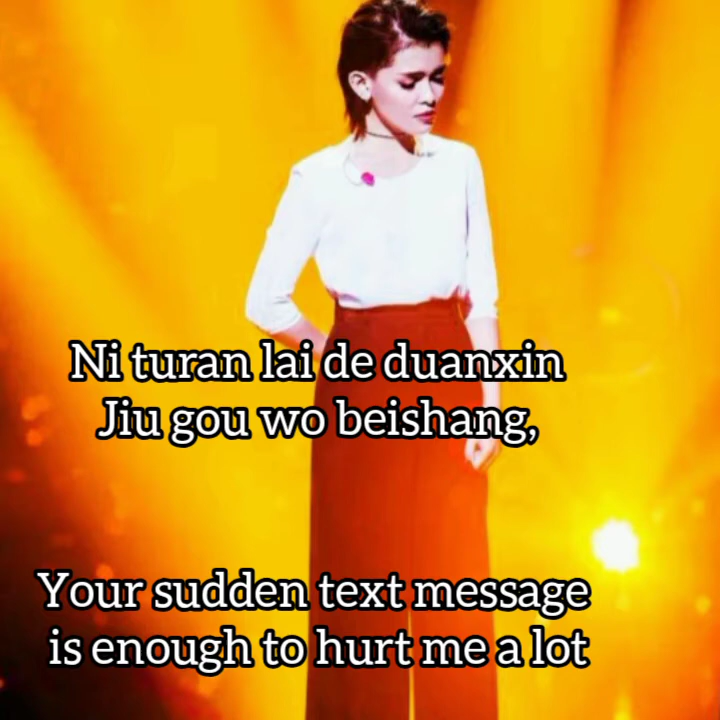 Ni turan lai de duanxin
Jiu gou wo beishang,
Your sudden text message
is enough to hurt me a lot